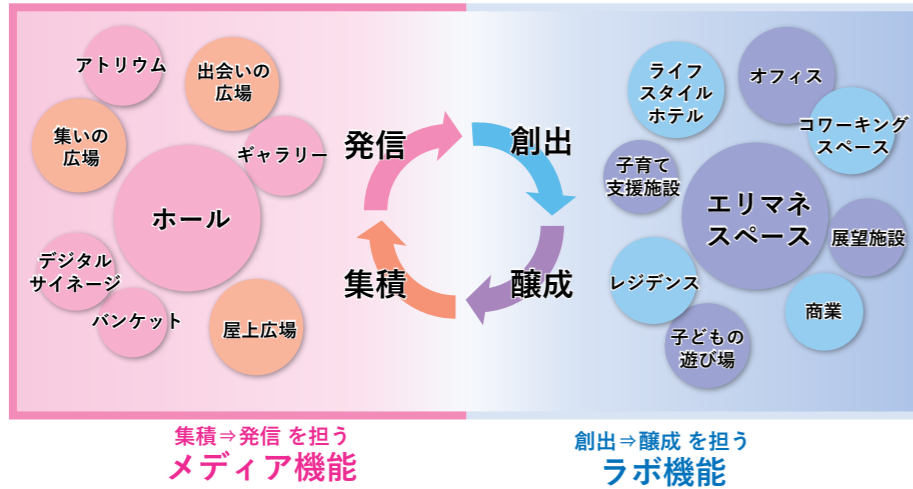 アトリウム
出会いの
広場
集いの
広場
ギャラリー
ホール
デジタル
サイネージ
バンケット
屋上広場
発信
創出
集積
醸成
ライフ
スタイル
ホテル
オフィス
コワーキング
スペース
子育て
支援施設
エリマネ
スペース
展望施設
レジデンス
商業
子どもの
遊び場
集積⇒発信 を担う
メディア機能
創出⇒醸成 を担う
ラボ機能